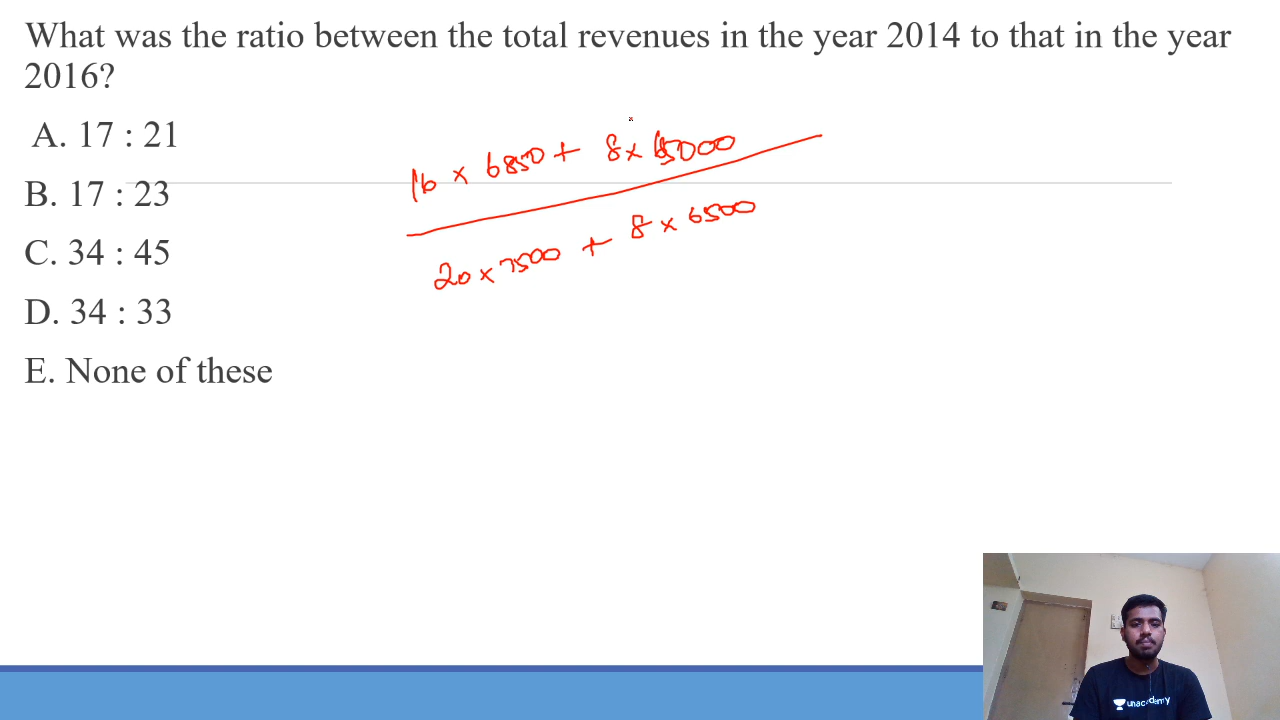 What was the ratio between the total revenues in the year 2014 to that in the year
2016?
A. 17 : 21
B. 17 : 23
C. 34 : 45
D. 34 : 33
E. None of these
16 × 6850 + 8 × 5000
20 × 7500 + 8 × 6500
unacademy